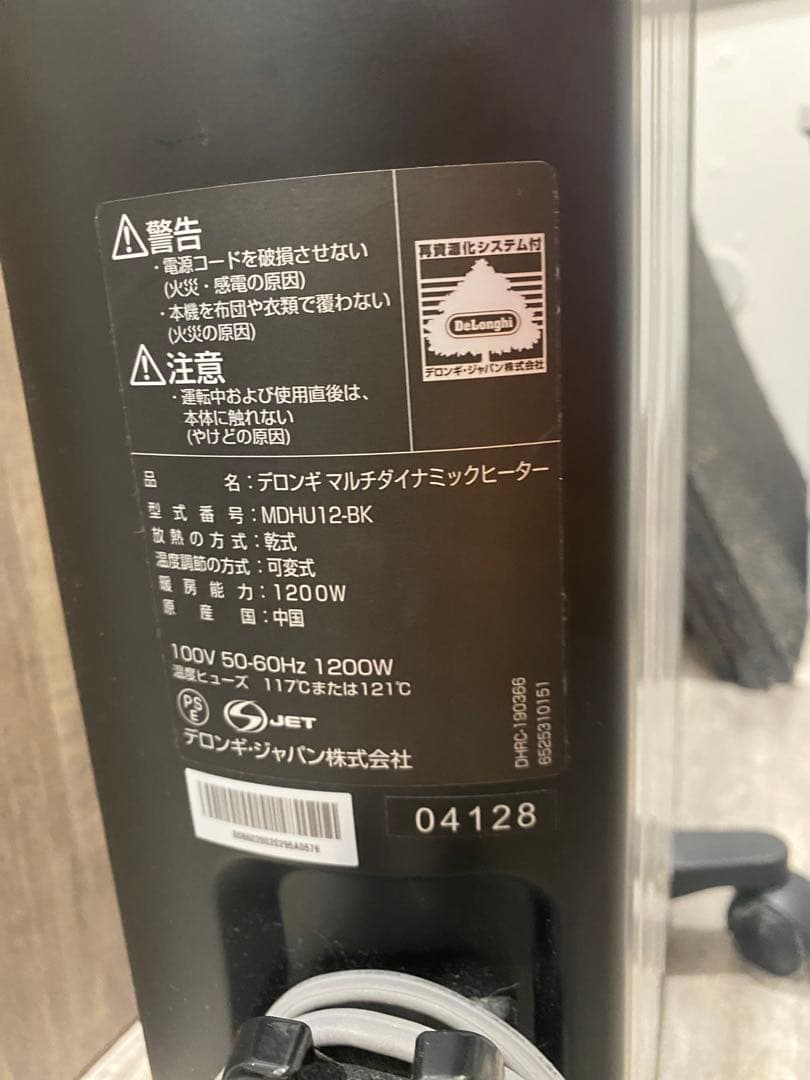 警告
・電源コードを破損させない
(火災・感電の原因)
・本機を布団や衣類で覆わない
(火災の原因)
注意
・運転中および使用直後は、
本体に触れない
(やけどの原因)
再資源化システム付
DeLonghi
デロンギ・ジャパン株式会社
品 名：デロンギ マルチダイナミックヒーター
型式番号：MDHU12-BK
放熱の方式：乾式
温度調節の方式：可変式
暖房能力：1200W
原産国：中国
100V 50-60Hz 1200W
温度ヒューズ 117℃または121℃
PS
E
S JET
デロンギ・ジャパン株式会社
DHRC-190366
6525310151
04128